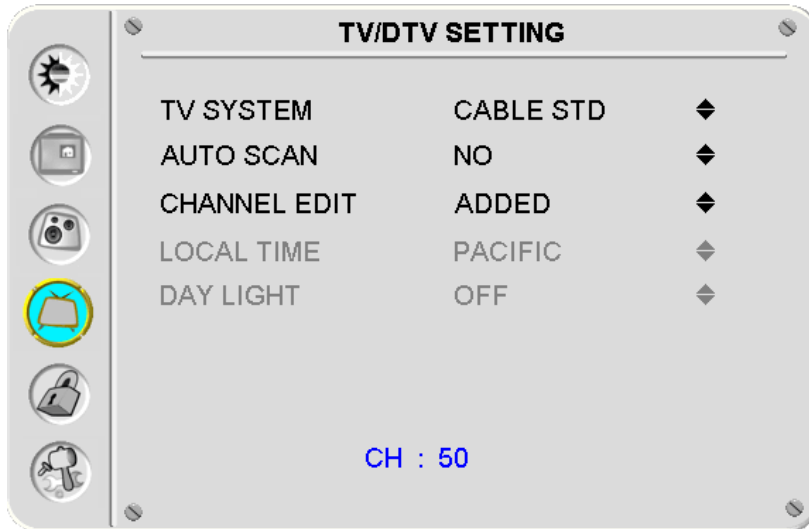 TV/DTV SETTING
TV SYSTEM CABLE STD
AUTO SCAN NO
CHANNEL EDIT ADDED
LOCAL TIME PACIFIC
DAY LIGHT OFF
CH : 50